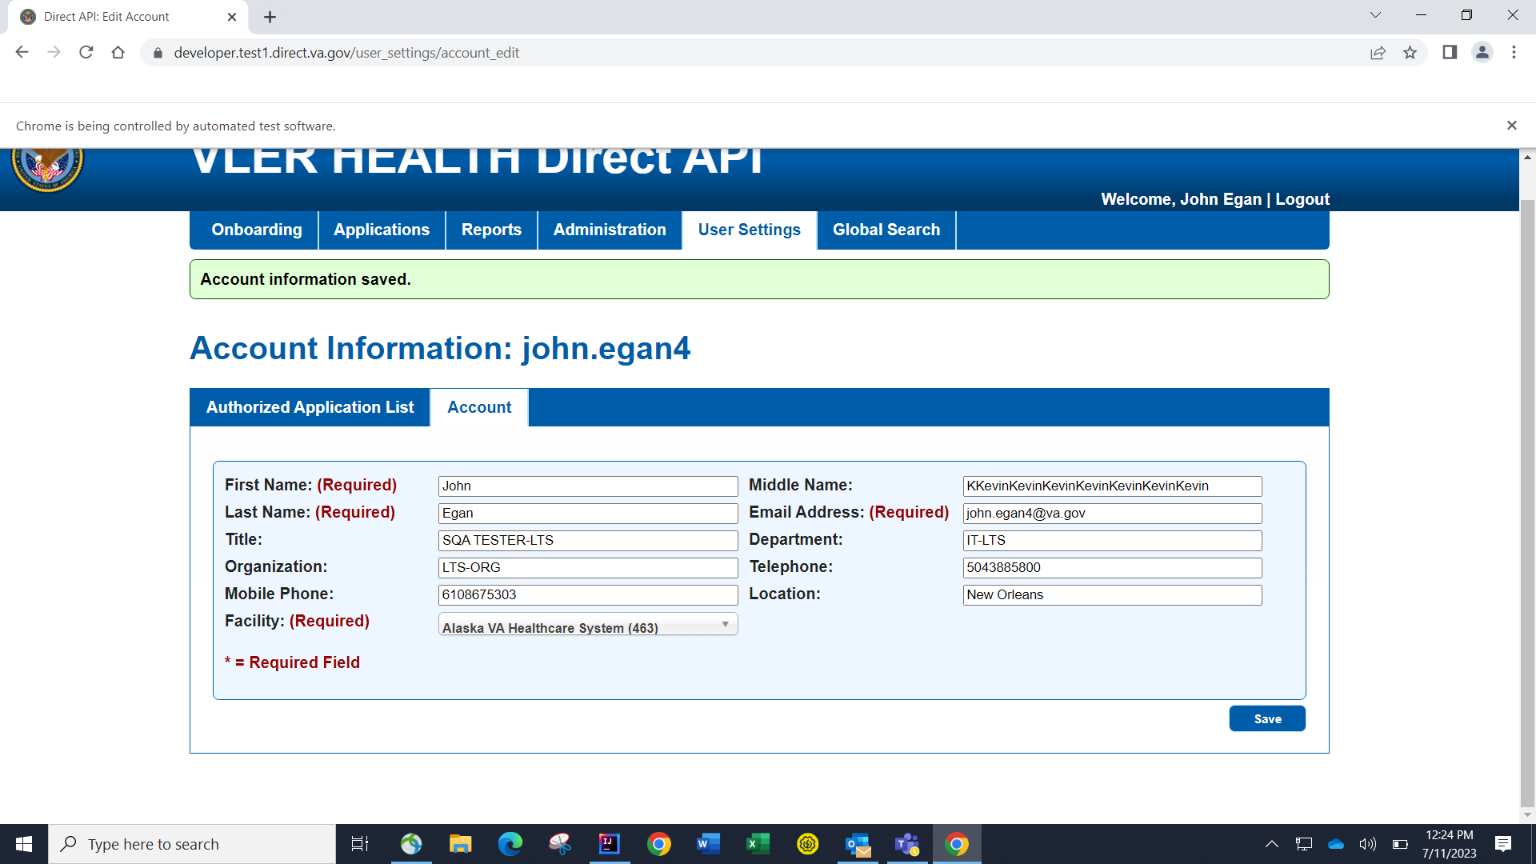 Direct API: Edit Account
developer.test1.direct.va.gov/user_settings/account_edit
Chrome is being controlled by automated test software.
VLER HEALTH Direct API
Welcome, John Egan | Logout
Onboarding Applications Reports Administration User Settings Global Search
Account information saved.
Account Information: john.egan4
Authorized Application List Account
First Name: (Required) John Middle Name: KKevinKevinKevinKevinKevinKevinKevin
Last Name: (Required) Egan Email Address: (Required) john.egan4@va.gov
Title: SQA TESTER-LTS Department: IT-LTS
Organization: LTS-ORG Telephone: 5043885800
Mobile Phone: 6108675303 Location: New Orleans
Facility: (Required) Alaska VA Healthcare System (463)
* = Required Field
Save
Type here to search
12:24 PM
7/11/2023